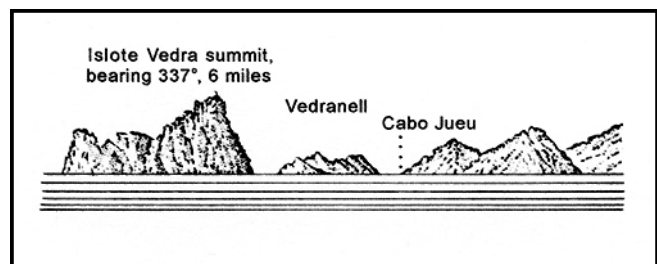 Islote Vedra summit,
bearing 337°, 6 miles
Vedranell
Cabo Jueu